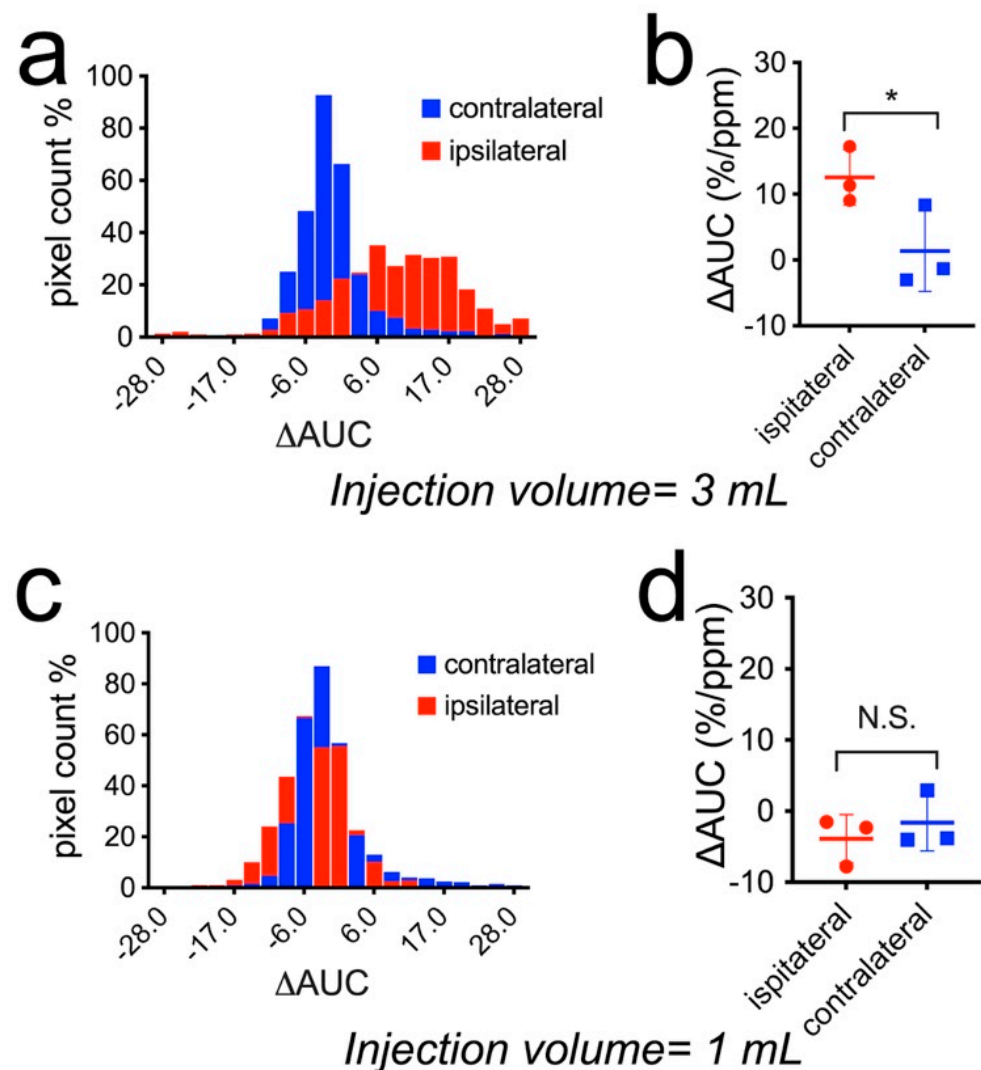 a
100
80
60
40
20
0
pixel count %
contralateral
ipsilateral
-28.0
-17.0
-6.0
6.0
17.0
28.0
ΔAUC
b
30
20
10
0
-10
ΔAUC (%/ppm)
*
ispitateral
contralateral
Injection volume= 3 mL
c
100
80
60
40
20
0
pixel count %
contralateral
ipsilateral
-28.0
-17.0
-6.0
6.0
17.0
28.0
ΔAUC
d
30
20
10
0
-10
ΔAUC (%/ppm)
N.S.
ispitateral
contralateral
Injection volume= 1 mL